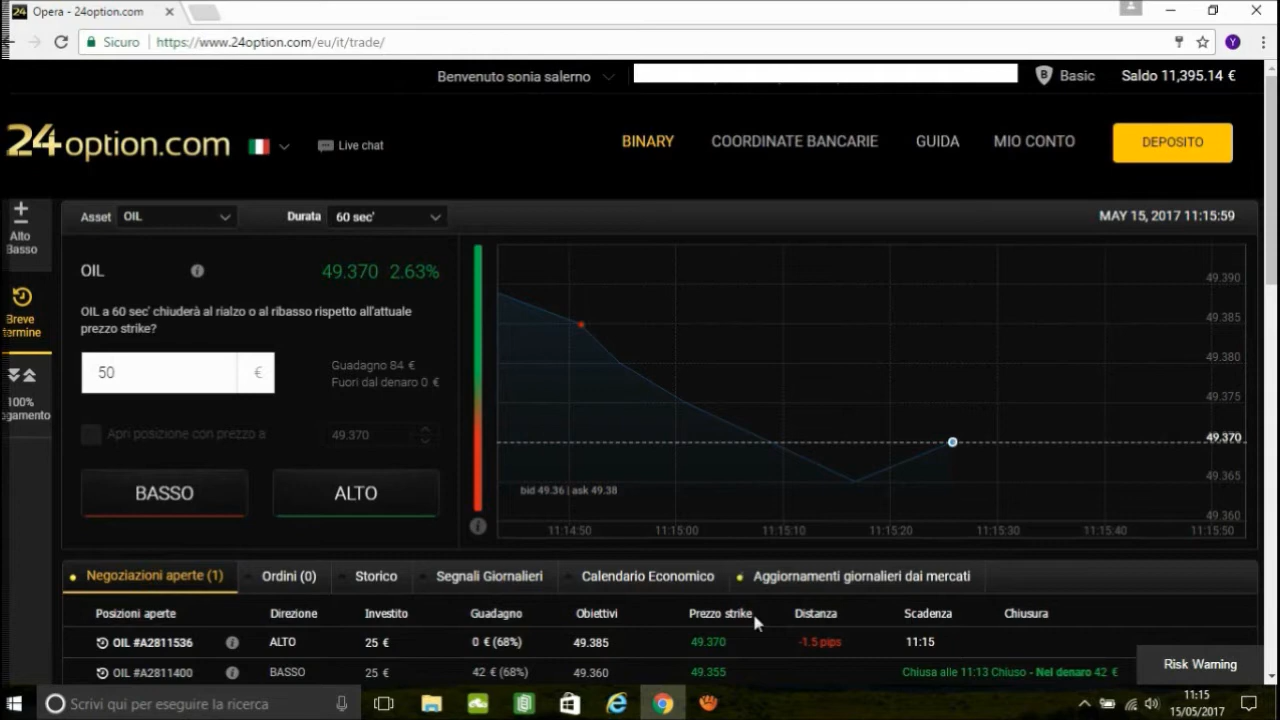 24 Opera - 24option.com
Sicuro https://www.24option.com/eu/it/trade/ Y
Benvenuto sonia salerno B Basic Saldo 11,395.14 €
24option.com Live chat BINARY COORDINATE BANCARIE GUIDA MIO CONTO DEPOSITO
Alto
Basso
Breve
termine
100%
agamento
Asset OIL Durata 60 sec' MAY 15, 2017 11:15:59
OIL 49.370 2.63%
OIL a 60 sec' chiuderà al rialzo o al ribasso rispetto all'attuale
prezzo strike?
50 €
Guadagno 84 €
Fuori dal denaro 0 €
Apri posizione con prezzo a 49.370
BASSO ALTO
49.390
49.385
49.380
49.375
49.370
49.365
49.360
bid 49.36 | ask 49.38
11:14:50 11:15:00 11:15:10 11:15:20 11:15:30 11:15:40 11:15:50
Negoziazioni aperte (1) Ordini (0) Storico Segnali Giornalieri Calendario Economico Aggiornamenti giornalieri dai mercati
Posizioni aperte Direzione Investito Guadagno Obiettivi Prezzo strike Distanza Scadenza Chiusura
OIL #A2811536 ALTO 25 € 0 € (68%) 49.385 49.370 -1.5 pips 11:15
OIL #A2811400 BASSO 25 € 42 € (68%) 49.360 49.355 Chiusa alle 11:13 Chiuso - Nel denaro 42 €
Risk Warning
Scrivi qui per eseguire la ricerca
11:15
15/05/2017